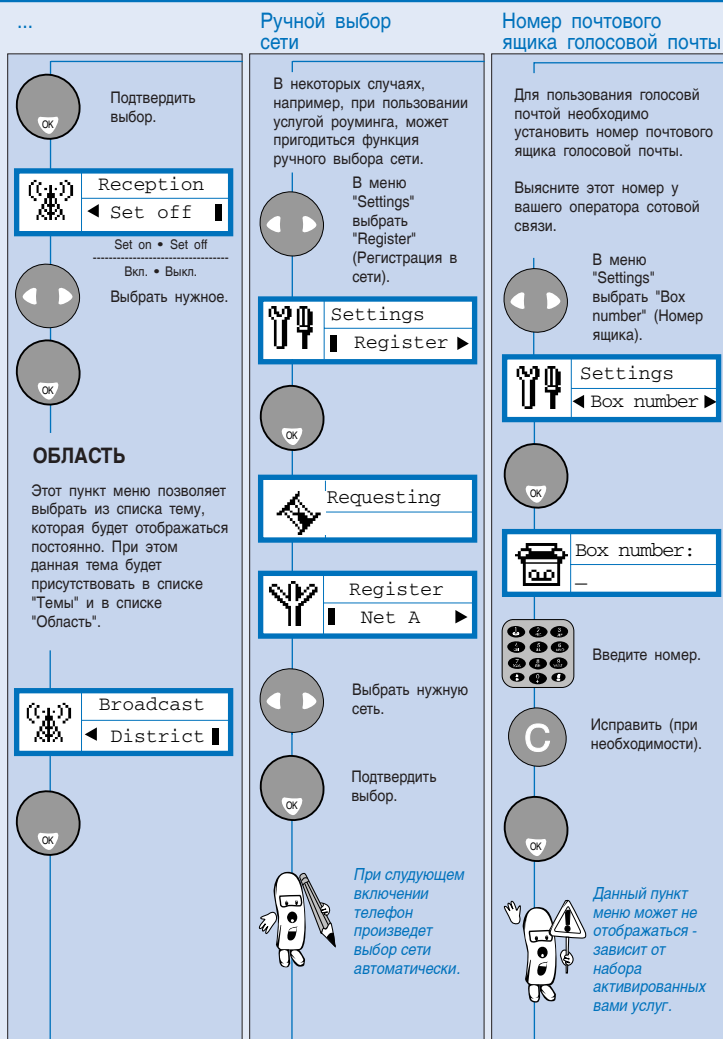 ...
Подтвердить
выбор.
OK
Reception
◄ Set off
Set on • Set off
Вкл. • Выкл.
Выбрать нужное.
OK
ОБЛАСТЬ
Этот пункт меню позволяет
выбрать из списка тему,
которая будет отображаться
постоянно. При этом
данная тема будет
присутствовать в списке
"Темы" и в списке
"Область".
Broadcast
◄ District
OK
Ручной выбор
сети
В некоторых случаях,
например, при пользовании
услугой роуминга, может
пригодиться функция
ручного выбора сети.
В меню
"Settings"
выбрать
"Register"
(Регистрация в
сети).
Settings
Register ►
OK
Requesting
Register
Net A ►
Выбрать нужную
сеть.
Подтвердить
выбор.
OK
При слудующем
включении
телефон
произведет
выбор сети
автоматически.
Номер почтового
ящика голосовой почты
Для пользования голосовй
почтой необходимо
установить номер почтового
ящика голосовой почты.
Выясните этот номер у
вашего оператора сотовой
связи.
В меню
"Settings"
выбрать "Box
number" (Номер
ящика).
Settings
◄ Box number ►
OK
Box number:
_
Введите номер.
C
Исправить (при
необходимости).
OK
Данный пункт
меню может не
отображаться -
зависит от
набора
активированных
вами услуг.